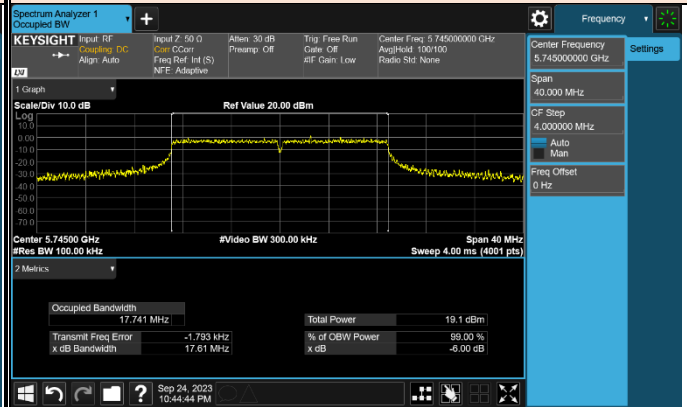 Spectrum Analyzer 1
Occupied BW
+
Frequency
KEYSIGHT
Input: RF
Coupling: DC
Align: Auto
Input Z: 50 Ω
Corr CCorr
Freq Ref: Int (S)
NFE: Adaptive
Atten: 30 dB
Preamp: Off
Trig: Free Run
Gate: Off
#IF Gain: Low
Center Freq: 5.745000000 GHz
Avg|Hold: 100/100
Radio Std: None
LXI
Center Frequency
5.745000000 GHz
Settings
Span
40.000 MHz
CF Step
4.000000 MHz
Auto
Man
Freq Offset
0 Hz
1 Graph
Scale/Div 10.0 dB
Ref Value 20.00 dBm
Log
10.0
0.00
-10.0
-20.0
-30.0
-40.0
-50.0
-60.0
-70.0
Center 5.74500 GHz
#Video BW 300.00 kHz
Span 40 MHz
#Res BW 100.00 kHz
Sweep 4.00 ms (4001 pts)
2 Metrics
Occupied Bandwidth
17.741 MHz
Total Power 19.1 dBm
Transmit Freq Error -1.793 kHz
% of OBW Power 99.00 %
x dB Bandwidth 17.61 MHz
x dB -6.00 dB
?
Sep 24, 2023
10:44:44 PM